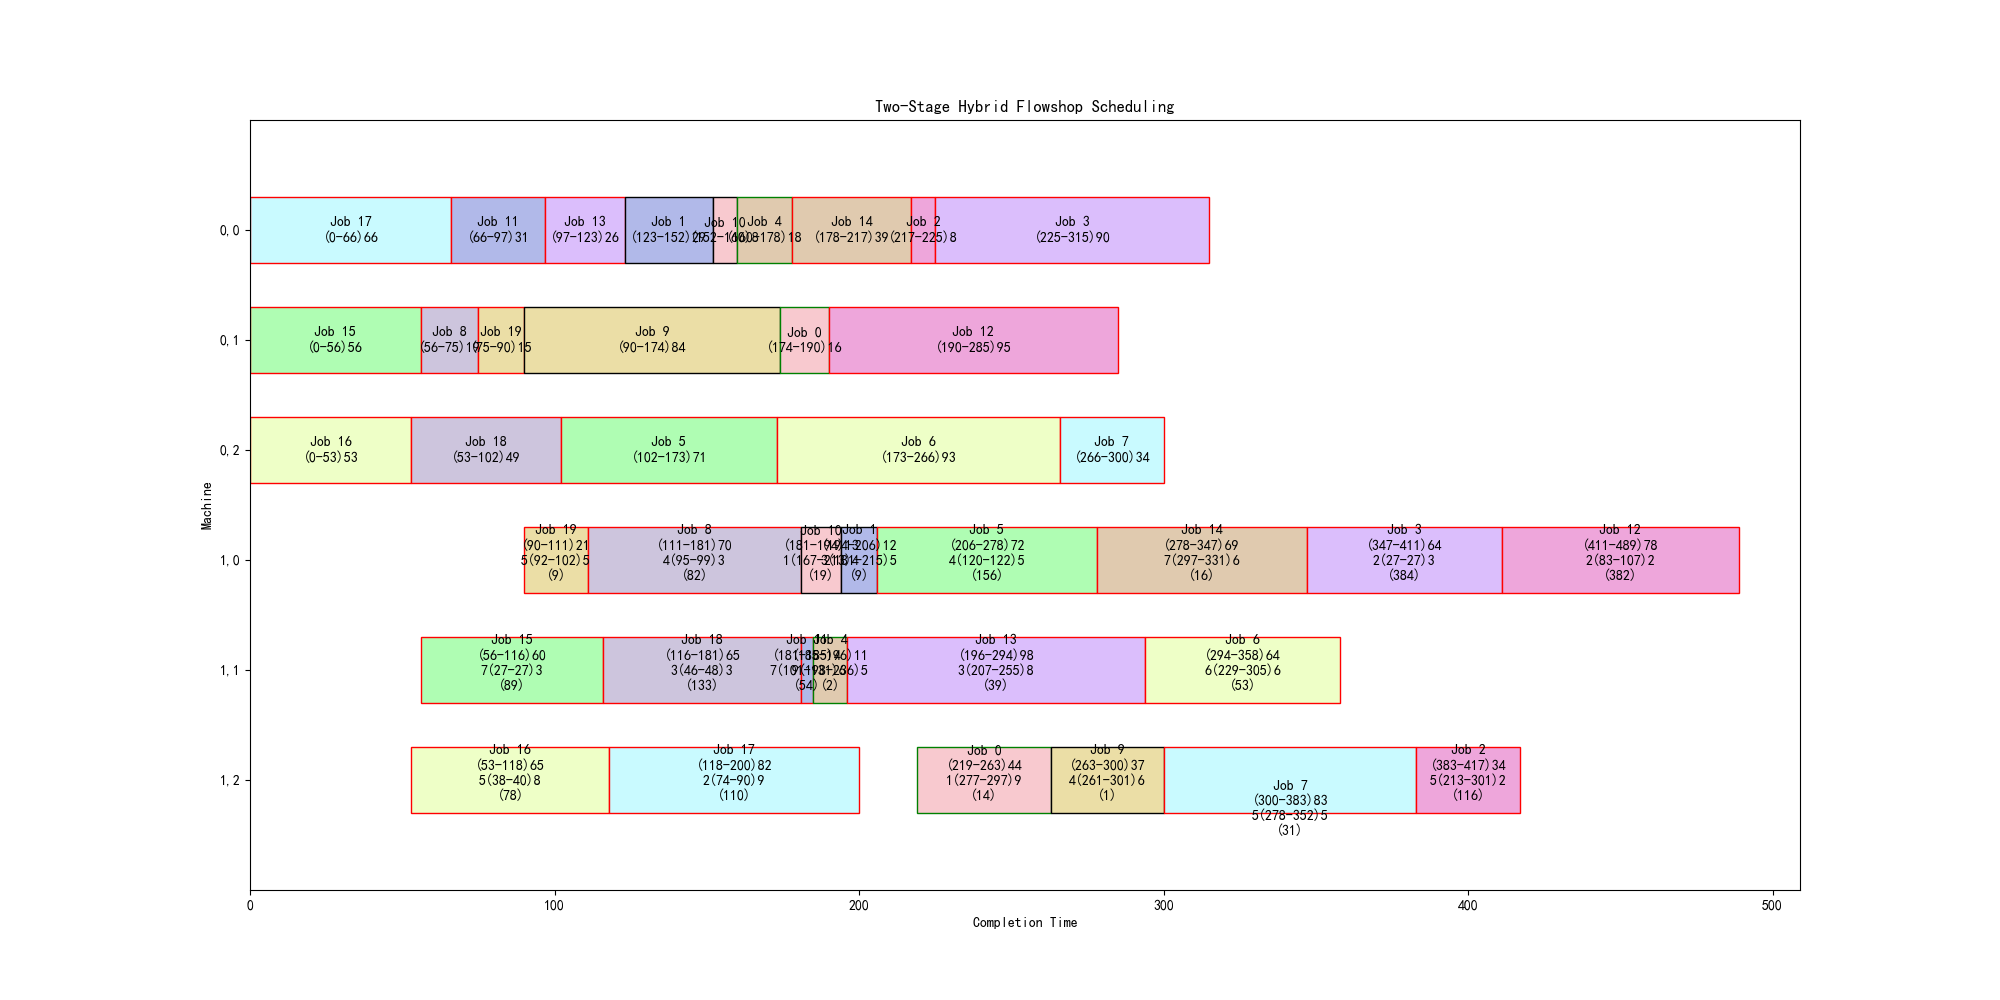 Two-Stage Hybrid Flowshop Scheduling
0,0
Job 17
(0-66)66
Job 11
(66-97)31
Job 13
(97-123)26
Job 1
(123-152)29
Job 10
(152-160)8
Job 4
(160-178)18
Job 14
(178-217)39
Job 2
(217-225)8
Job 3
(225-315)90
0,1
Job 15
(0-56)56
Job 8
(56-75)19
Job 19
(75-90)15
Job 9
(90-174)84
Job 0
(174-190)16
Job 12
(190-285)95
0,2
Job 16
(0-53)53
Job 18
(53-102)49
Job 5
(102-173)71
Job 6
(173-266)93
Job 7
(266-300)34
Machine
1,0
Job 19
(90-111)21
5(92-102)5
(9)
Job 8
(111-181)70
4(95-99)3
(82)
Job 10
(181-194)13
(19)
Job 1
(194-206)12
(9)
Job 5
(206-278)72
4(120-122)5
(156)
Job 14
(278-347)69
7(297-331)6
(16)
Job 3
(347-411)64
2(27-27)3
(384)
Job 12
(411-489)78
2(83-107)2
(382)
1,1
Job 15
(56-116)60
7(27-27)3
(89)
Job 18
(116-181)65
3(46-48)3
(133)
Job 11
(181-185)4
(54)
Job 4
(185-196)11
(2)
Job 13
(196-294)98
3(207-255)8
(39)
Job 6
(294-358)64
6(229-305)6
(53)
1,2
Job 16
(53-118)65
5(38-40)8
(78)
Job 17
(118-200)82
2(74-90)9
(110)
Job 0
(219-263)44
1(277-297)9
(14)
Job 9
(263-300)37
4(261-301)6
(1)
Job 7
(300-383)83
5(278-352)5
(31)
Job 2
(383-417)34
5(213-301)2
(116)
0
100
200
300
400
500
Completion Time